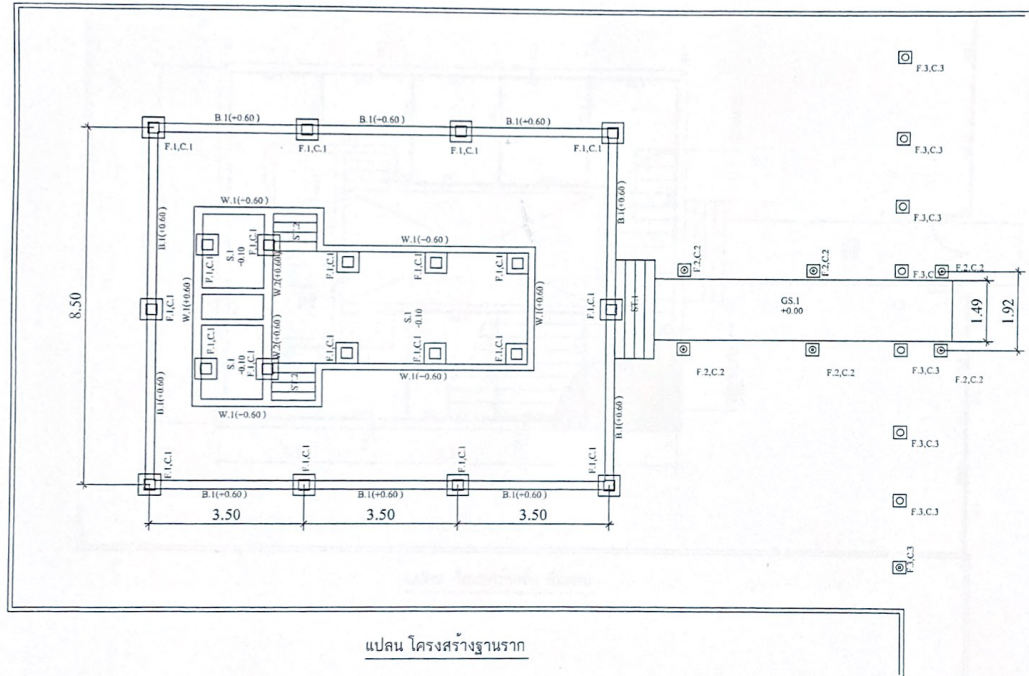 F.3,C.3
B.1(+0.60)
B.1(+0.60)
B.1(+0.60)
F.1,C.1
F.1,C.1
F.1,C.1
F.1,C.1
F.3,C.3
F.3,C.3
B.1(+0.60)
B.1(+0.60)
W.1(-0.60)
ST.2
F.1,C.1
S.1
-0.10
F.1,C.1
W.1(-0.60)
F.1,C.1
F.1,C.1
F.1,C.1
F.2,C.2
F.2,C.2
F.3,C.3
F.2,C.2
8.50
F.1,C.1
W.1(+0.60)
W.2(+0.60)
S.1
-0.10
W.1(-0.60)
F.1,C.1
ST.1
GS.1
+0.00
1.49
1.92
F.1,C.1
S.1
-0.10
F.1,C.1
W.2(+0.60)
ST.2
F.1,C.1
F.1,C.1
F.1,C.1
W.1(-0.60)
F.2,C.2
F.2,C.2
F.3,C.3
F.2,C.2
B.1(+0.60)
W.1(-0.60)
B.1(+0.60)
F.3,C.3
F.1,C.1
F.1,C.1
F.1,C.1
F.1,C.1
B.1(+0.60)
B.1(+0.60)
B.1(+0.60)
F.3,C.3
3.50
3.50
3.50
F.3,C.3
แปลน โครงสร้างฐานราก